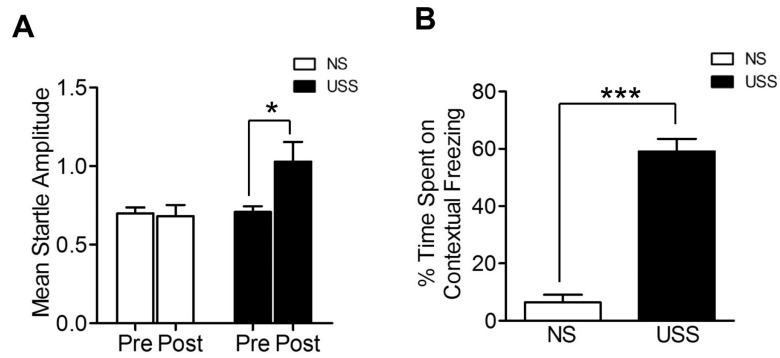 A
NS
USS
Mean Startle Amplitude
1.5
1.0
0.5
0.0
*
Pre Post
Pre Post
B
NS
USS
% Time Spent on
Contextual Freezing
80
60
40
20
0
***
NS
USS